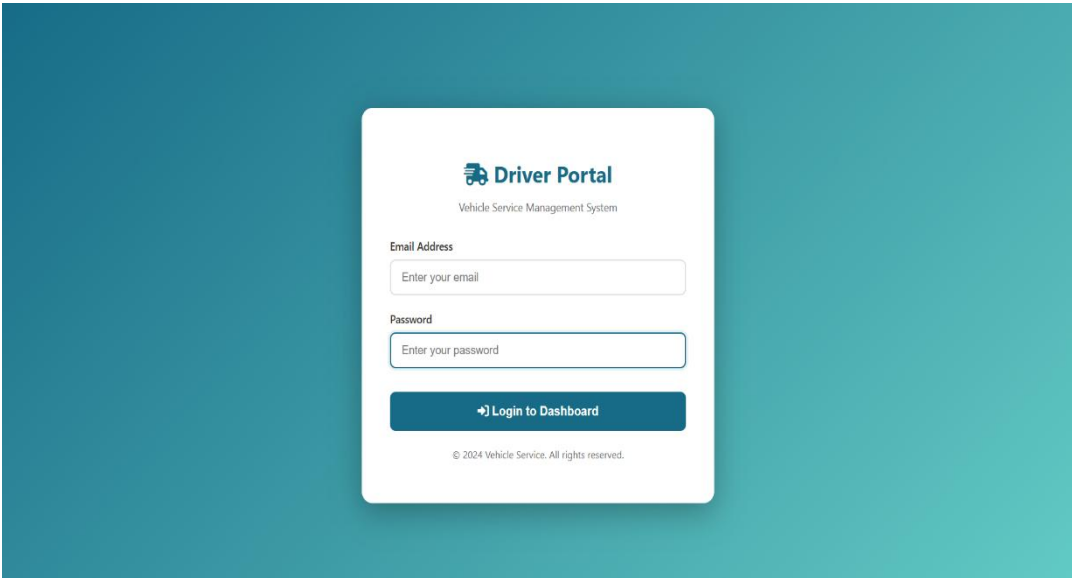 Driver Portal
Vehicle Service Management System
Email Address
Enter your email
Password
Enter your password
Login to Dashboard
© 2024 Vehicle Service. All rights reserved.